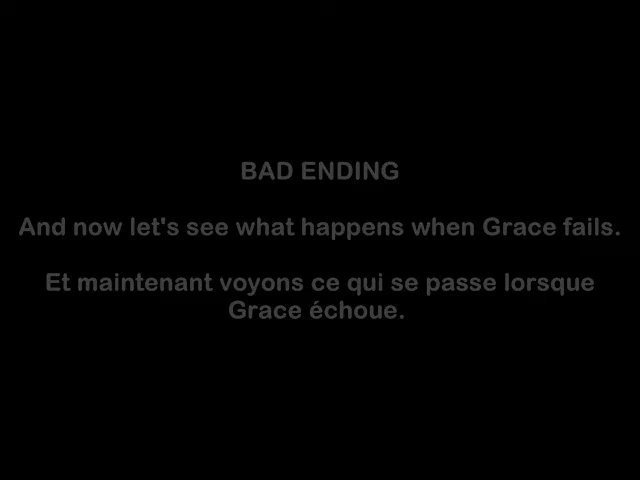 BAD ENDING
And now let's see what happens when Grace fails.
Et maintenant voyons ce qui se passe lorsque
Grace échoue.